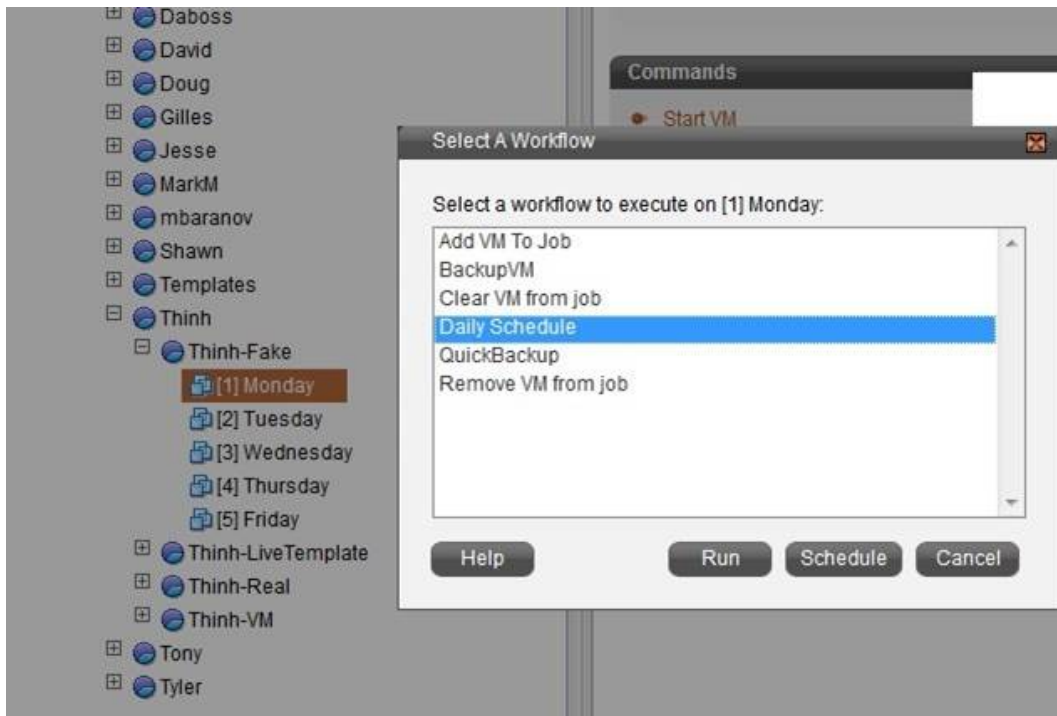 Daboss
David
Doug
Gilles
Jesse
MarkM
mbaranov
Shawn
Templates
Thinh
Thinh-Fake
[1] Monday
[2] Tuesday
[3] Wednesday
[4] Thursday
[5] Friday
Thinh-LiveTemplate
Thinh-Real
Thinh-VM
Tony
Tyler
Commands
Start VM
Select A Workflow
Select a workflow to execute on [1] Monday:
Add VM To Job
BackupVM
Clear VM from job
Daily Schedule
QuickBackup
Remove VM from job
Help
Run
Schedule
Cancel